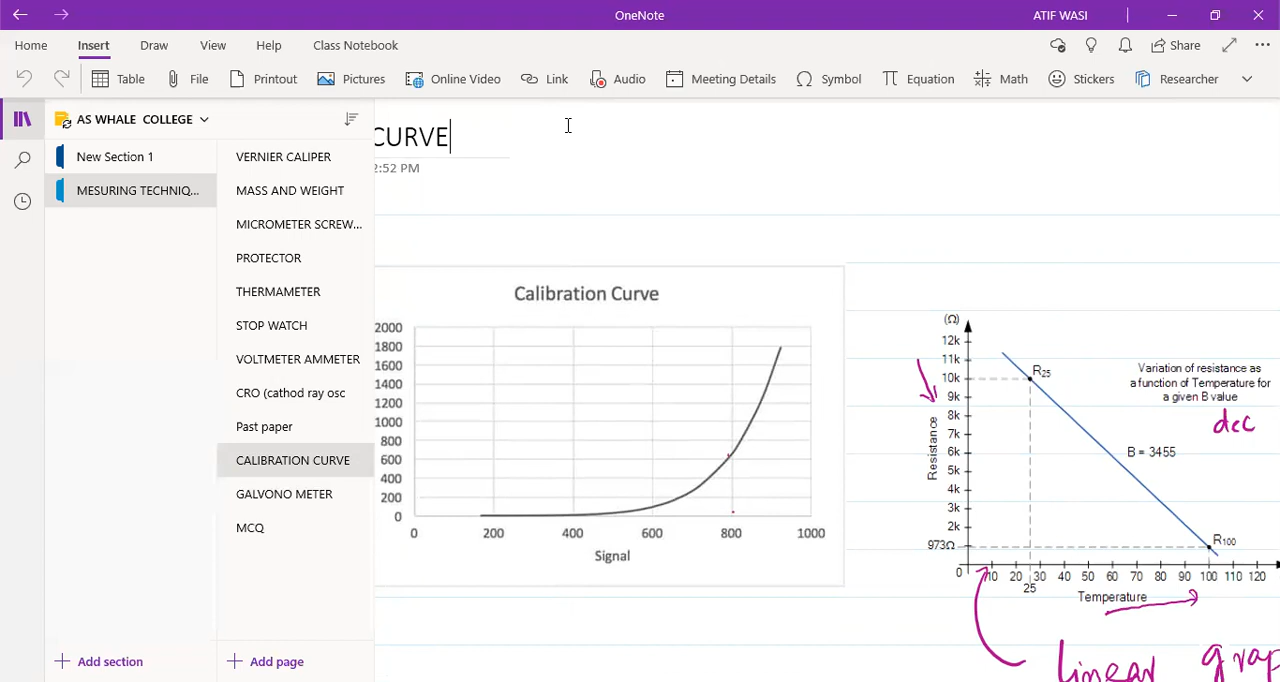 OneNote
ATIF WASI
Home Insert Draw View Help Class Notebook
Share
Table File Printout Pictures Online Video Link Audio Meeting Details Symbol Equation Math Stickers Researcher
AS WHALE COLLEGE
New Section 1
MESURING TECHNIQ...
Add section
VERNIER CALIPER
MASS AND WEIGHT
MICROMETER SCREW...
PROTECTOR
THERMAMETER
STOP WATCH
VOLTMETER AMMETER
CRO (cathod ray osc
Past paper
CALIBRATION CURVE
GALVONO METER
MCQ
Add page
CURVE
2:52 PM
Calibration Curve
2000
1800
1600
1400
1200
1000
800
600
400
200
0
0 200 400 600 800 1000
Signal
(Ω)
12k
11k
10k
9k
8k
7k
6k
5k
4k
3k
2k
973Ω
0
Resistance
R25
Variation of resistance as
a function of Temperature for
a given B value
dec
B = 3455
R100
10 20 30 40 50 60 70 80 90 100 110 120
25
Temperature
linear grap